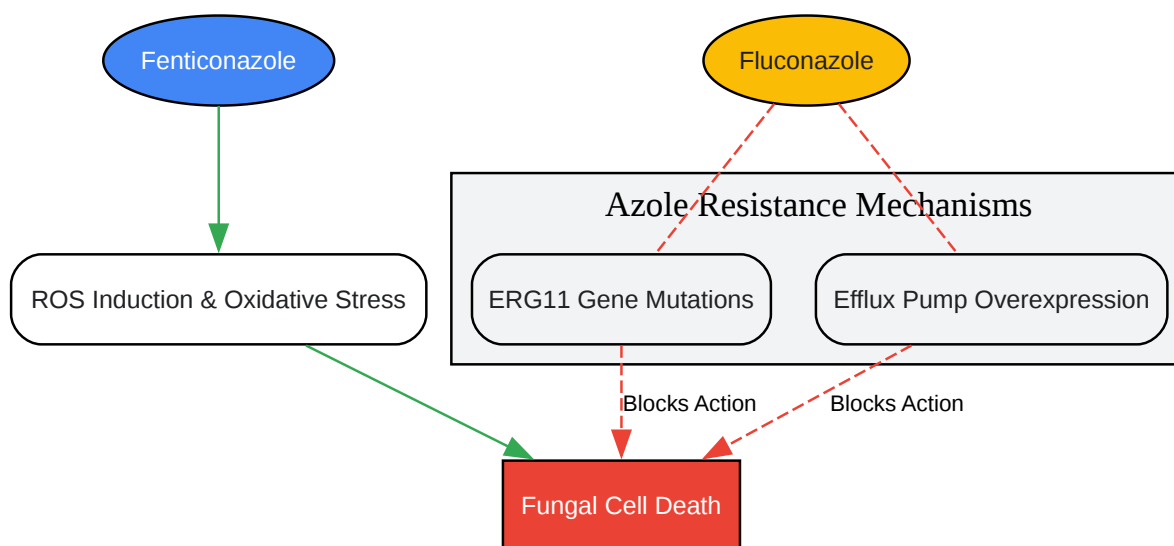 Fenticonazole
Fluconazole
Azole Resistance Mechanisms
ROS Induction & Oxidative Stress
ERG11 Gene Mutations
Efflux Pump Overexpression
Blocks Action
Blocks Action
Fungal Cell Death